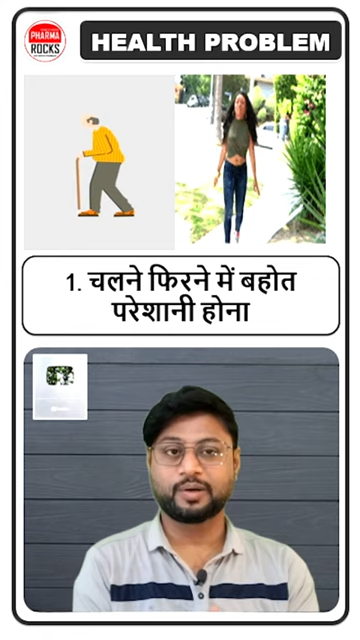 PHARMA
ROCKS
HEALTH PROBLEM
1. चलने फिरने में बहोत
परेशानी होना